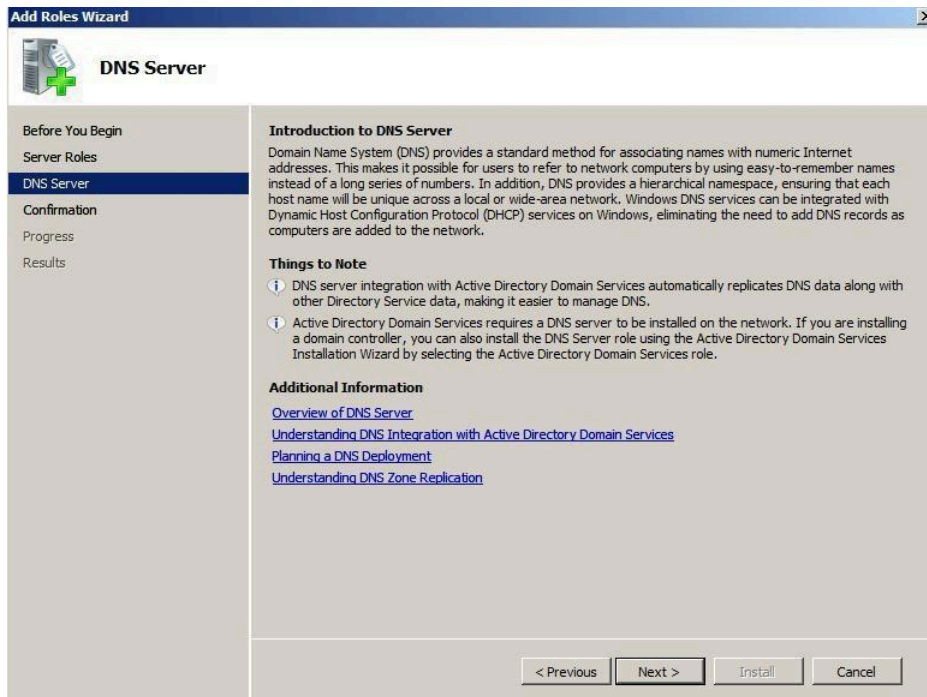 Add Roles Wizard
DNS Server
Before You Begin
Server Roles
DNS Server
Confirmation
Progress
Results
Introduction to DNS Server
Domain Name System (DNS) provides a standard method for associating names with numeric Internet
addresses. This makes it possible for users to refer to network computers by using easy-to-remember names
instead of a long series of numbers. In addition, DNS provides a hierarchical namespace, ensuring that each
host name will be unique across a local or wide-area network. Windows DNS services can be integrated with
Dynamic Host Configuration Protocol (DHCP) services on Windows, eliminating the need to add DNS records as
computers are added to the network.
Things to Note
DNS server integration with Active Directory Domain Services automatically replicates DNS data along with
other Directory Service data, making it easier to manage DNS.
Active Directory Domain Services requires a DNS server to be installed on the network. If you are installing
a domain controller, you can also install the DNS Server role using the Active Directory Domain Services
Installation Wizard by selecting the Active Directory Domain Services role.
Additional Information
Overview of DNS Server
Understanding DNS Integration with Active Directory Domain Services
Planning a DNS Deployment
Understanding DNS Zone Replication
< Previous
Next >
Install
Cancel